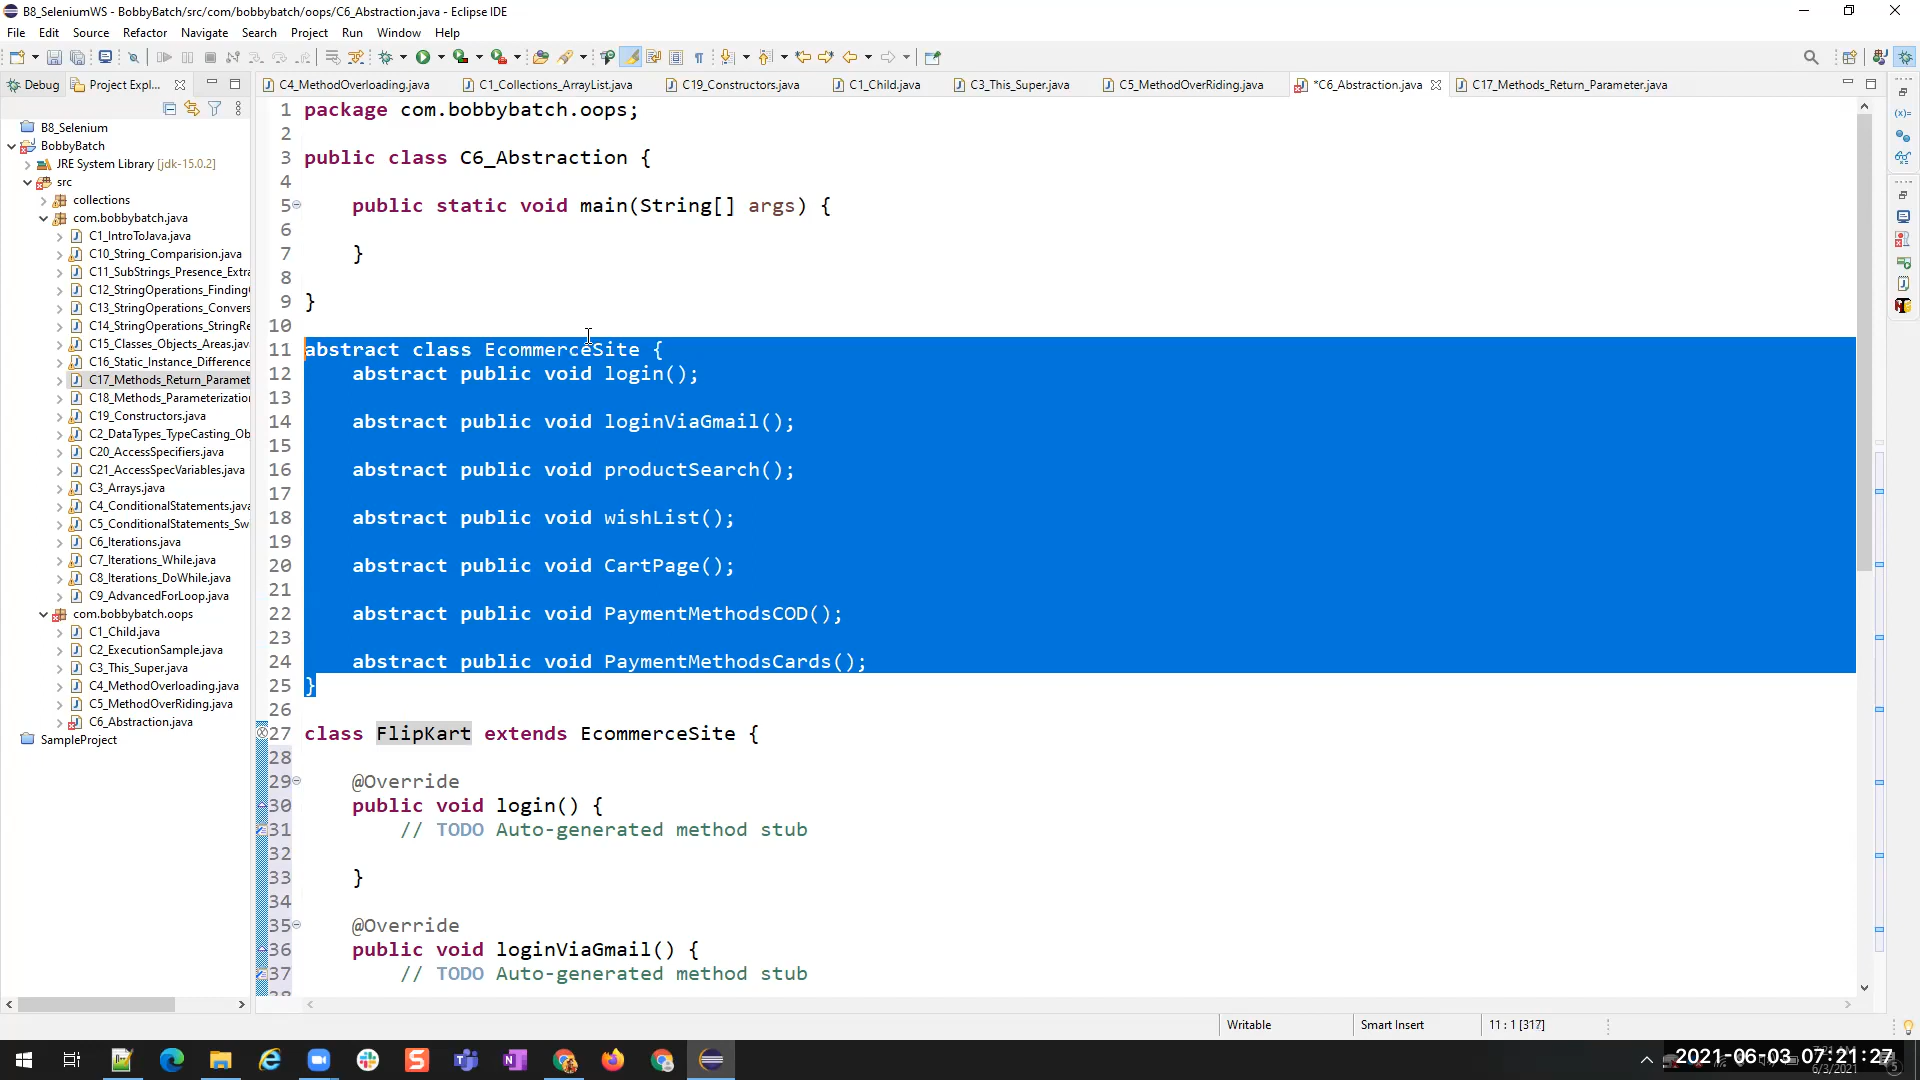 B8_SeleniumWS - BobbyBatch/src/com/bobbybatch/oops/C6_Abstraction.java - Eclipse IDE
File Edit Source Refactor Navigate Search Project Run Window Help
Debug Project Expl...
C4_MethodOverloading.java C1_Collections_ArrayList.java C19_Constructors.java C1_Child.java C3_This_Super.java C5_MethodOverRiding.java *C6_Abstraction.java C17_Methods_Return_Parameter.java
B8_Selenium
BobbyBatch
JRE System Library [jdk-15.0.2]
src
collections
com.bobbybatch.java
C1_IntroToJava.java
C10_String_Comparision.java
C11_SubStrings_Presence_Extra
C12_StringOperations_Finding
C13_StringOperations_Convers
C14_StringOperations_StringRe
C15_Classes_Objects_Areas.jav
C16_Static_Instance_Difference
C17_Methods_Return_Paramet
C18_Methods_Parameterizatio
C19_Constructors.java
C2_DataTypes_TypeCasting_Ob
C20_AccessSpecifiers.java
C21_AccessSpecVariables.java
C3_Arrays.java
C4_ConditionalStatements.java
C5_ConditionalStatements_Sw
C6_Iterations.java
C7_Iterations_While.java
C8_Iterations_DoWhile.java
C9_AdvancedForLoop.java
com.bobbybatch.oops
C1_Child.java
C2_ExecutionSample.java
C3_This_Super.java
C4_MethodOverloading.java
C5_MethodOverRiding.java
C6_Abstraction.java
SampleProject
1 package com.bobbybatch.oops;
2
3 public class C6_Abstraction {
4
5 public static void main(String[] args) {
6
7 }
8
9 }
10
11 abstract class EcommerceSite {
12 abstract public void login();
13
14 abstract public void loginViaGmail();
15
16 abstract public void productSearch();
17
18 abstract public void wishList();
19
20 abstract public void CartPage();
21
22 abstract public void PaymentMethodsCOD();
23
24 abstract public void PaymentMethodsCards();
25 }
26
27 class FlipKart extends EcommerceSite {
28
29 @Override
30 public void login() {
31 // TODO Auto-generated method stub
32
33 }
34
35 @Override
36 public void loginViaGmail() {
37 // TODO Auto-generated method stub
Writable Smart Insert 11 : 1 [317]
2021-06-03 07:21:27
6/3/2021